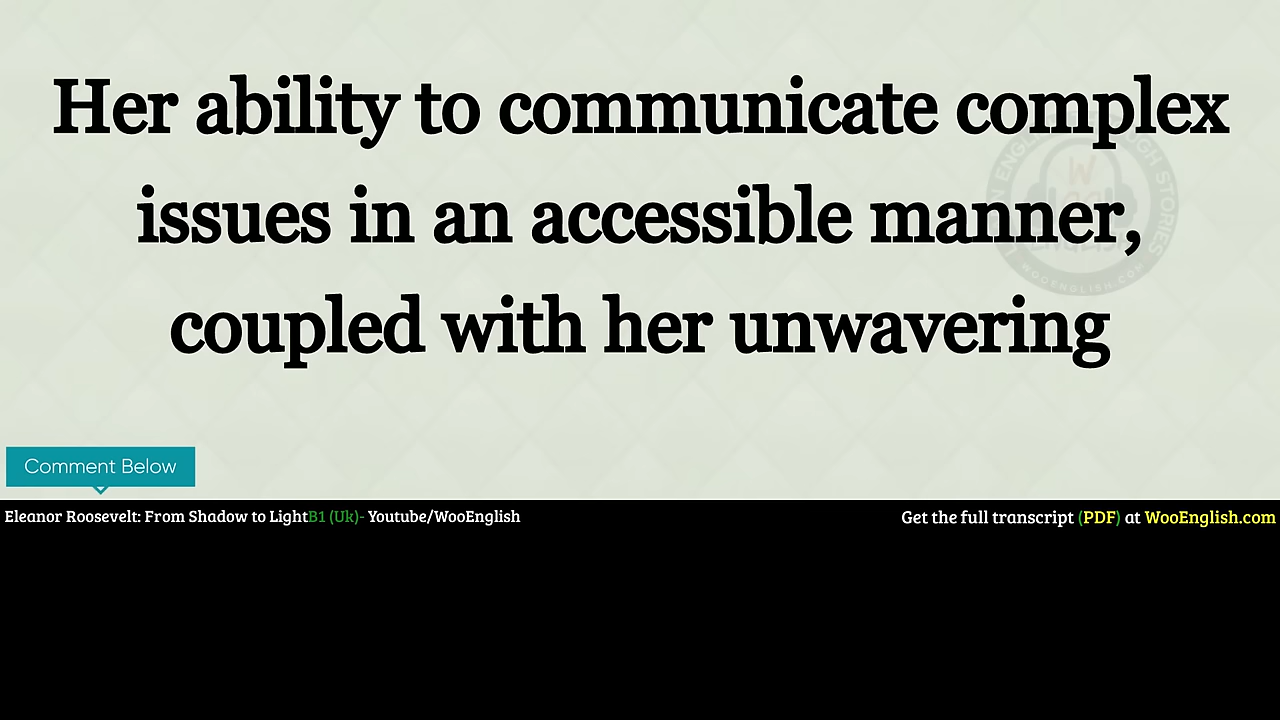 Her ability to communicate complex
issues in an accessible manner,
coupled with her unwavering
Comment Below
Eleanor Roosevelt: From Shadow to LightB1 (Uk)- Youtube/WooEnglish
Get the full transcript (PDF) at WooEnglish.com